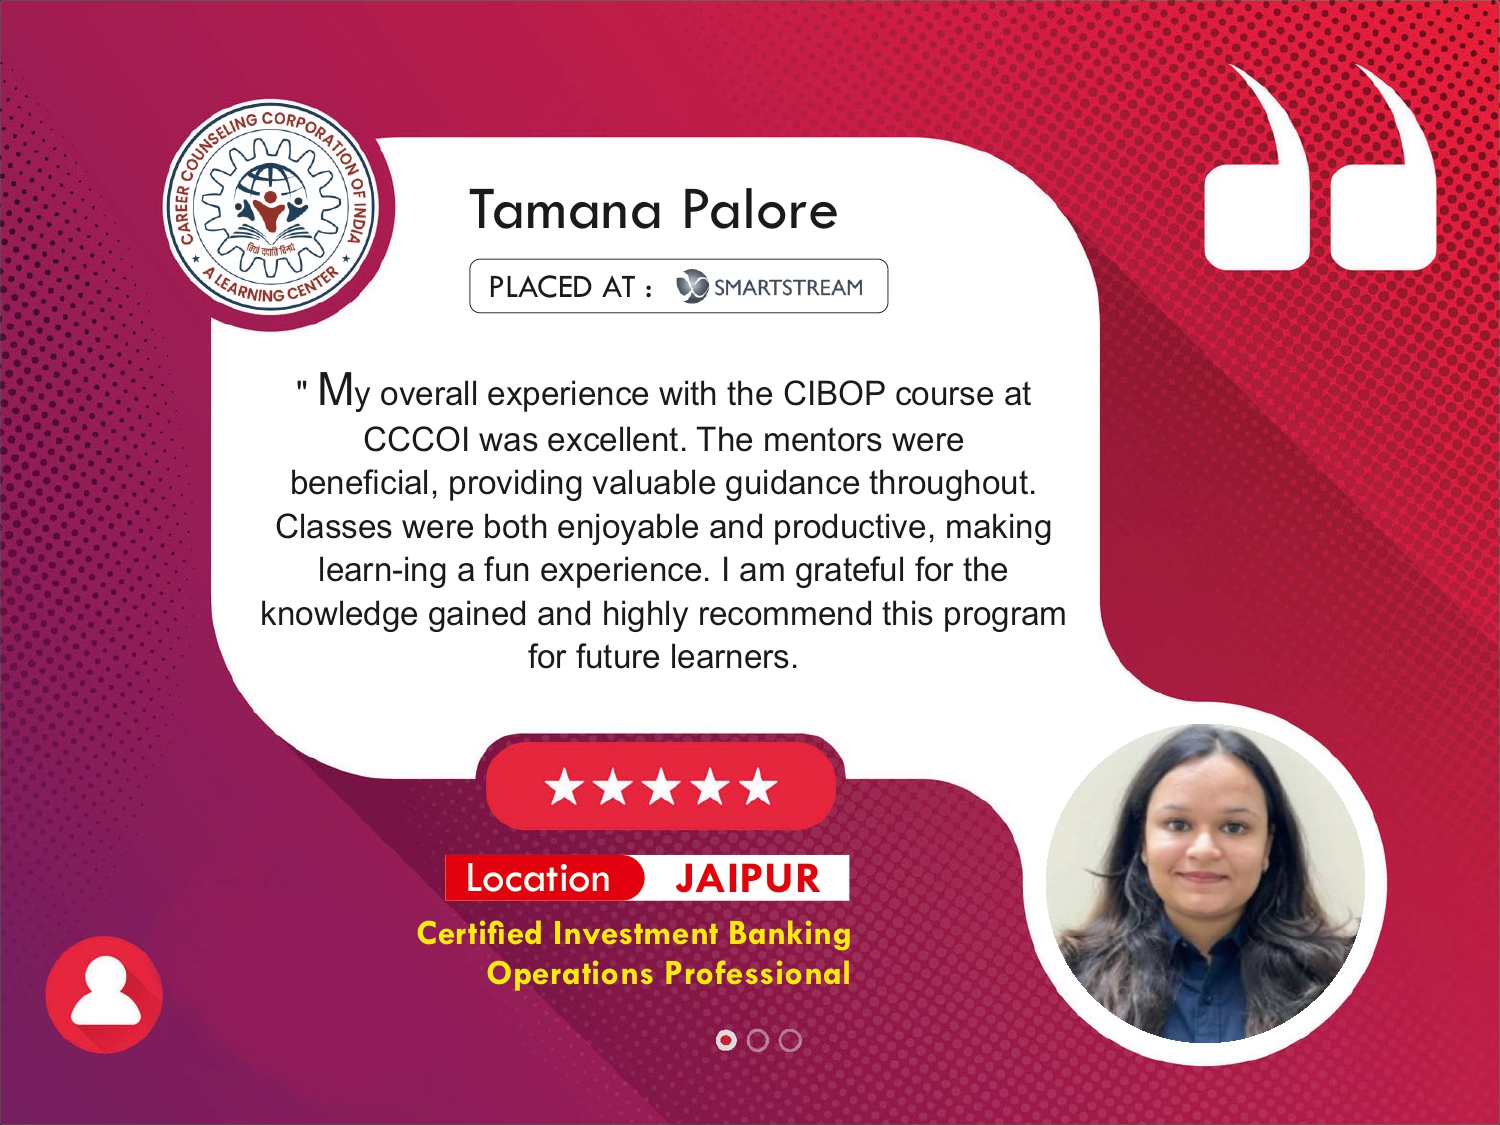 CAREER COUNSELING CORPORATION OF INDIA
★ A LEARNING CENTER ★
Tamana Palore
PLACED AT : SMARTSTREAM
" My overall experience with the CIBOP course at
CCCOI was excellent. The mentors were
beneficial, providing valuable guidance throughout.
Classes were both enjoyable and productive, making
learn-ing a fun experience. I am grateful for the
knowledge gained and highly recommend this program
for future learners.
Location JAIPUR
Certified Investment Banking
Operations Professional